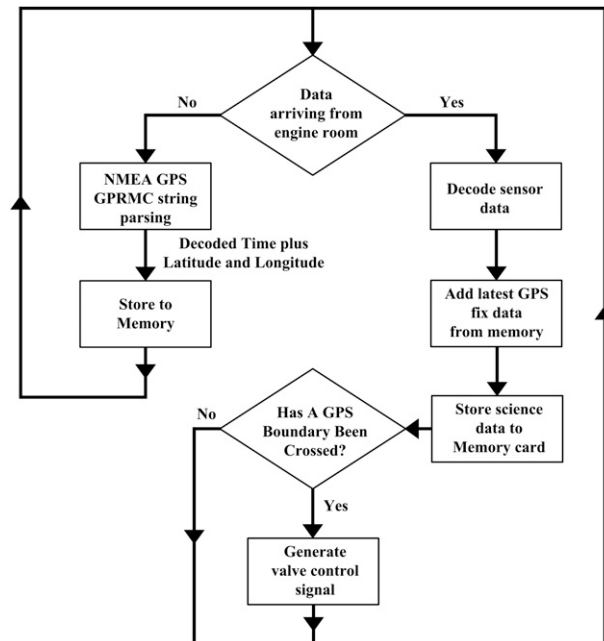 Data
arriving from
engine room
No
Yes
NMEA GPS
GPRMC string
parsing
Decode sensor
data
Decoded Time plus
Latitude and Longitude
Store to
Memory
Add latest GPS
fix data
from memory
Store science
data to
Memory card
Has A GPS
Boundary Been
Crossed?
No
Yes
Generate
valve control
signal